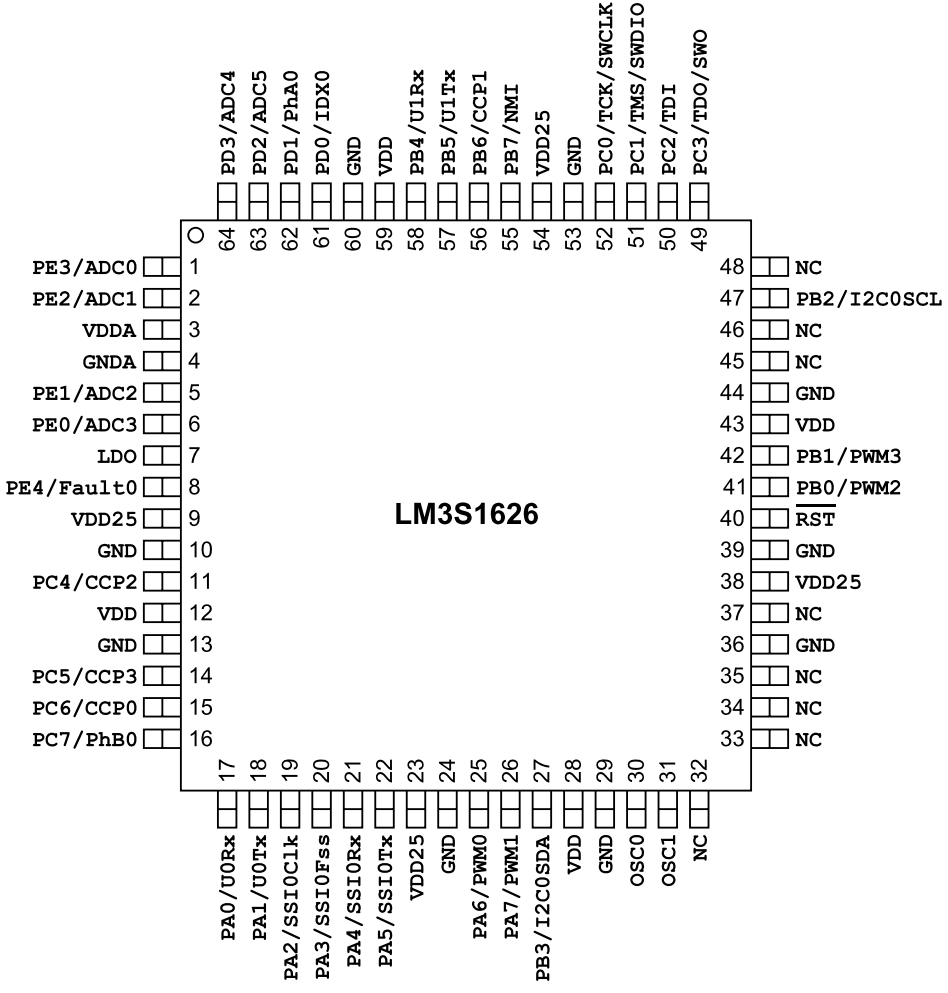 PD3/ADC4
PD2/ADC5
PD1/PhA0
PD0/IDX0
GND
VDD
PB4/U1Rx
PB5/U1Tx
PB6/CCP1
PB7/NMI
VDD25
GND
PC0/TCK/SWCLK
PC1/TMS/SWDIO
PC2/TDI
PC3/TDO/SWO
64 63 62 61 60 59 58 57 56 55 54 53 52 51 50 49
PE3/ADC0 1
PE2/ADC1 2
VDDA 3
GNDA 4
PE1/ADC2 5
PE0/ADC3 6
LDO 7
PE4/Fault0 8
VDD25 9
GND 10
PC4/CCP2 11
VDD 12
GND 13
PC5/CCP3 14
PC6/CCP0 15
PC7/PhB0 16
LM3S1626
48 NC
47 PB2/I2C0SCL
46 NC
45 NC
44 GND
43 VDD
42 PB1/PWM3
41 PB0/PWM2
40 RST
39 GND
38 VDD25
37 NC
36 GND
35 NC
34 NC
33 NC
17 18 19 20 21 22 23 24 25 26 27 28 29 30 31 32
PA0/U0Rx
PA1/U0Tx
PA2/SSI0Clk
PA3/SSI0Fss
PA4/SSI0Rx
PA5/SSI0Tx
VDD25
GND
PA6/PWM0
PA7/PWM1
PB3/I2C0SDA
VDD
GND
OSC0
OSC1
NC